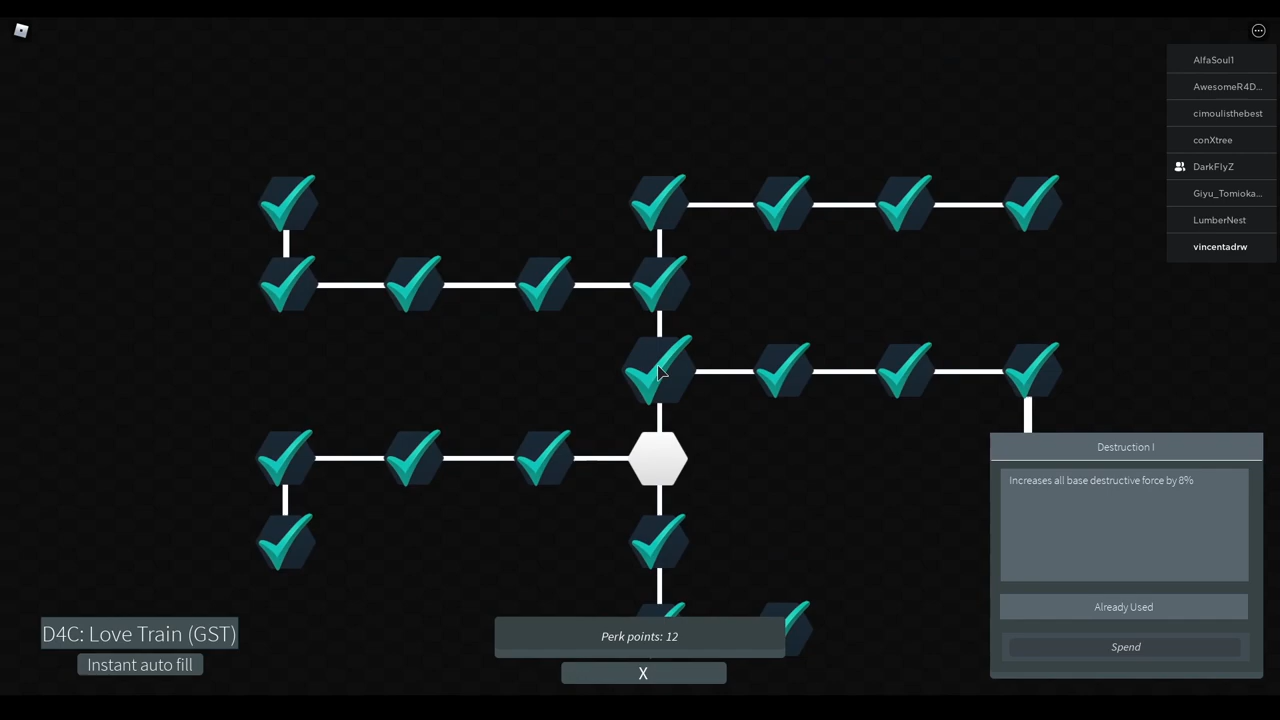 AlfaSoul1
AwesomeR4D...
cimoulisthebest
conXtree
DarkFlyZ
Giyu_Tomioka...
LumberNest
vincentadrw
Destruction I
Increases all base destructive force by 8%
Already Used
Spend
D4C: Love Train (GST)
Instant auto fill
Perk points: 12
X